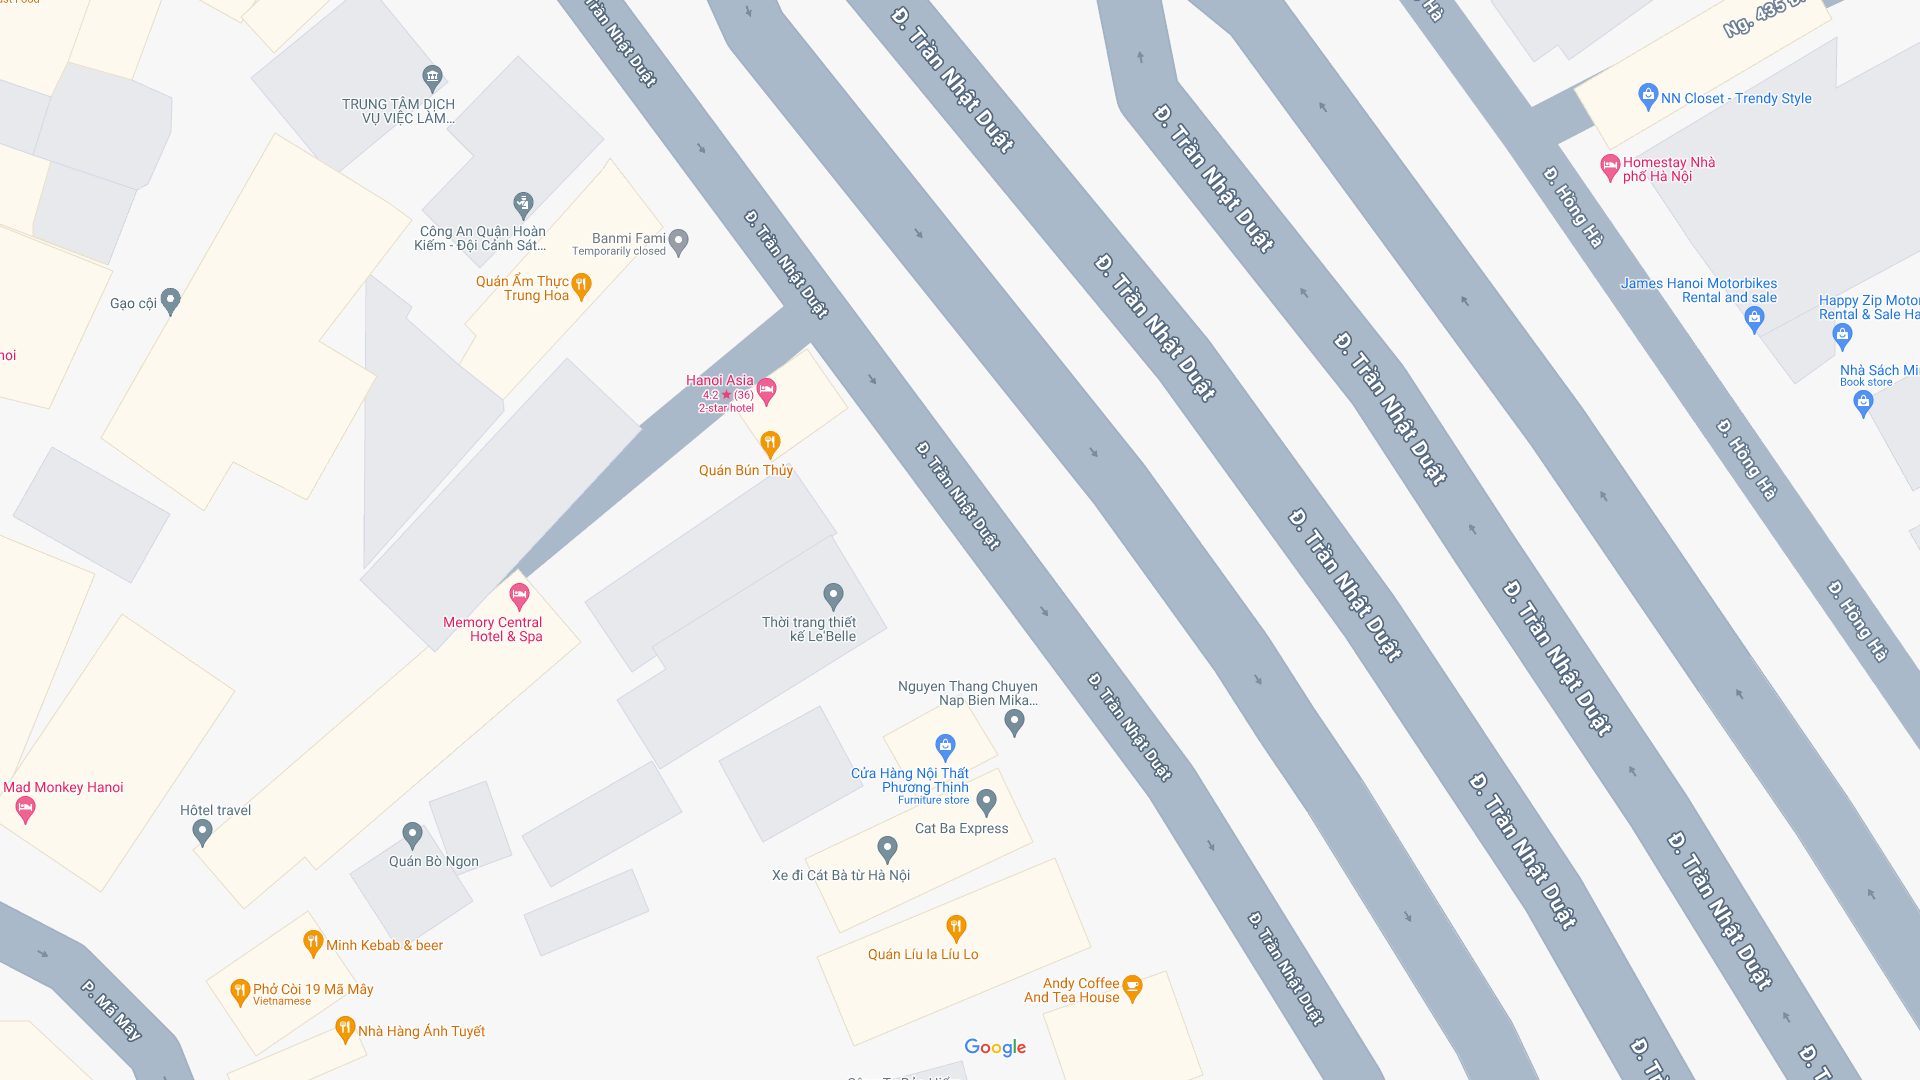 Trần Nhật Duật
Đ. Trần Nhật Duật
Đ. Trần Nhật Duật
Đ. Trần Nhật Duật
Đ. Trần Nhật Duật
Đ. Trần Nhật Duật
Đ. Trần Nhật Duật
Đ. Trần Nhật Duật
Đ. Trần Nhật Duật
Đ. Trần Nhật Duật
Đ. Trần Nhật Duật
Đ. Trần Nhật Duật
Đ. Trần Nhật Duật
Đ. Trần Nhật Duật
Hà
Đ. Hồng Hà
Đ. Hồng Hà
Đ. Hồng Hà
Ng. 435
NN Closet - Trendy Style
Homestay Nhà
phố Hà Nội
James Hanoi Motorbikes
Rental and sale
Happy Zip Moto
Rental & Sale Ha
Nhà Sách Mi
Book store
TRUNG TÂM DỊCH
VỤ VIỆC LÀM...
Công An Quận Hoàn
Kiếm - Đội Cảnh Sát...
Banmi Fami
Temporarily closed
Quán Ẩm Thực
Trung Hoa
Gạo cội
Hanoi Asia
4.2 ★ (36)
2-star hotel
Quán Bún Thủy
Memory Central
Hotel & Spa
Thời trang thiết
kế Le'Belle
Nguyen Thang Chuyen
Nap Bien Mika...
Cửa Hàng Nội Thất
Phương Thịnh
Furniture store
Cat Ba Express
Xe đi Cát Bà từ Hà Nội
Mad Monkey Hanoi
Hôtel travel
Quán Bò Ngon
Minh Kebab & beer
Phở Còi 19 Mã Mây
Vietnamese
Nhà Hàng Ánh Tuyết
P. Mã Mây
Quán Líu la Líu Lo
Andy Coffee
And Tea House
Google